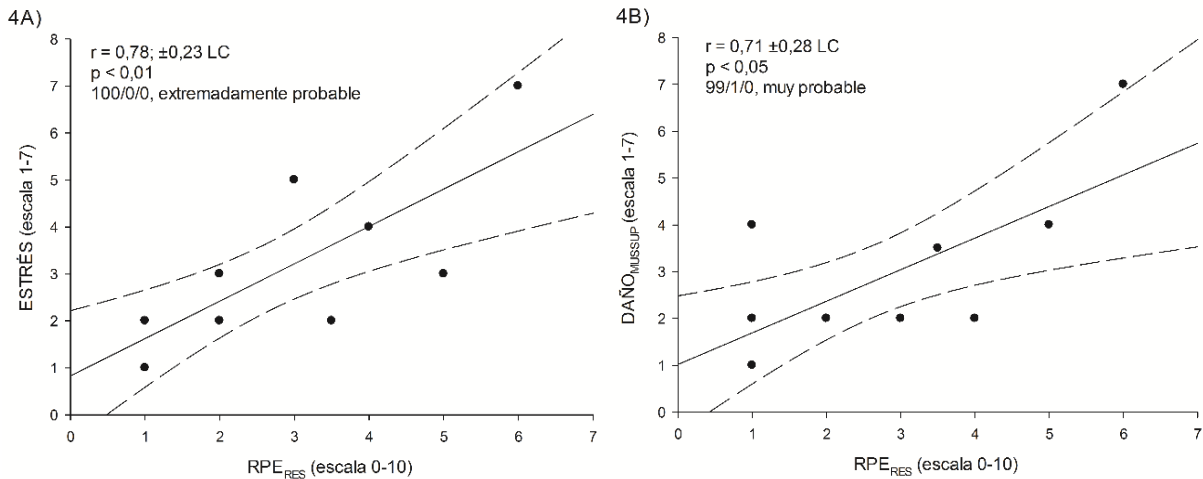 4A)
r = 0,78; ±0,23 LC
p < 0,01
100/0/0, extremadamente probable
ESTRÉS (escala 1-7)
8
7
6
5
4
3
2
1
0
0 1 2 3 4 5 6 7
RPERES (escala 0-10)
4B)
r = 0,71 ±0,28 LC
p < 0,05
99/1/0, muy probable
DAÑOMUSSUP (escala 1-7)
8
7
6
5
4
3
2
1
0
0 1 2 3 4 5 6 7
RPERES (escala 0-10)